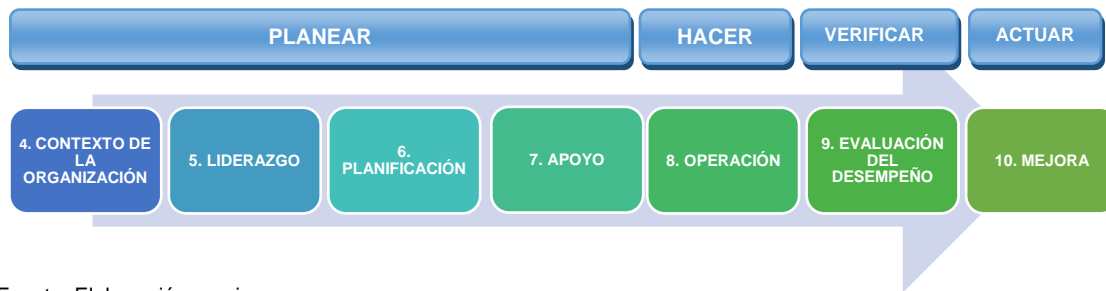 PLANEAR
HACER
VERIFICAR
ACTUAR
4. CONTEXTO DE
LA
ORGANIZACIÓN
5. LIDERAZGO
6.
PLANIFICACIÓN
7. APOYO
8. OPERACIÓN
9. EVALUACIÓN
DEL
DESEMPEÑO
10. MEJORA